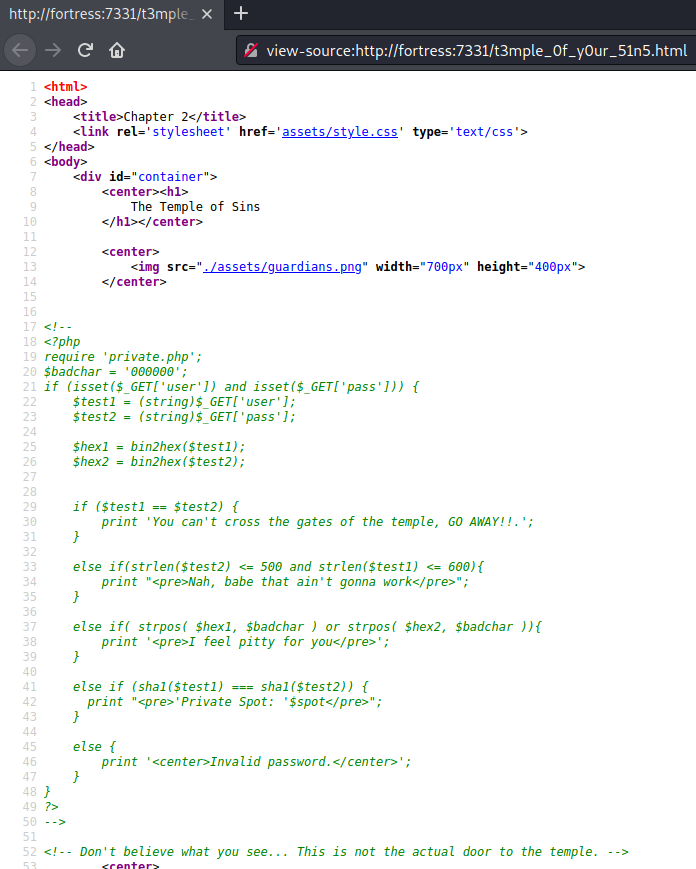 http://fortress:7331/t3mple_
view-source:http://fortress:7331/t3mple_0f_y0ur_51n5.html
1 <html>
2 <head>
3     <title>Chapter 2</title>
4     <link rel='stylesheet' href='assets/style.css' type='text/css'>
5 </head>
6 <body>
7     <div id="container">
8         <center><h1>
9             The Temple of Sins
10         </h1></center>
11
12         <center>
13             <img src="./assets/guardians.png" width="700px" height="400px">
14         </center>
15
16
17 <!--
18 <?php
19 require 'private.php';
20 $badchar = '000000';
21 if (isset($_GET['user']) and isset($_GET['pass'])) {
22     $test1 = (string)$_GET['user'];
23     $test2 = (string)$_GET['pass'];
24
25     $hex1 = bin2hex($test1);
26     $hex2 = bin2hex($test2);
27
28
29     if ($test1 == $test2) {
30         print 'You can't cross the gates of the temple, GO AWAY!!.';
31     }
32
33     else if(strlen($test2) <= 500 and strlen($test1) <= 600){
34         print "<pre>Nah, babe that ain't gonna work</pre>";
35     }
36
37     else if( strpos( $hex1, $badchar ) or strpos( $hex2, $badchar )){
38         print '<pre>I feel pitty for you</pre>';
39     }
40
41     else if (sha1($test1) === sha1($test2)) {
42       print "<pre>'Private Spot: '$spot</pre>";
43     }
44
45     else {
46         print '<center>Invalid password.</center>';
47     }
48 }
49 ?>
50 -->
51
52 <!-- Don't believe what you see... This is not the actual door to the temple. -->
53         <center>